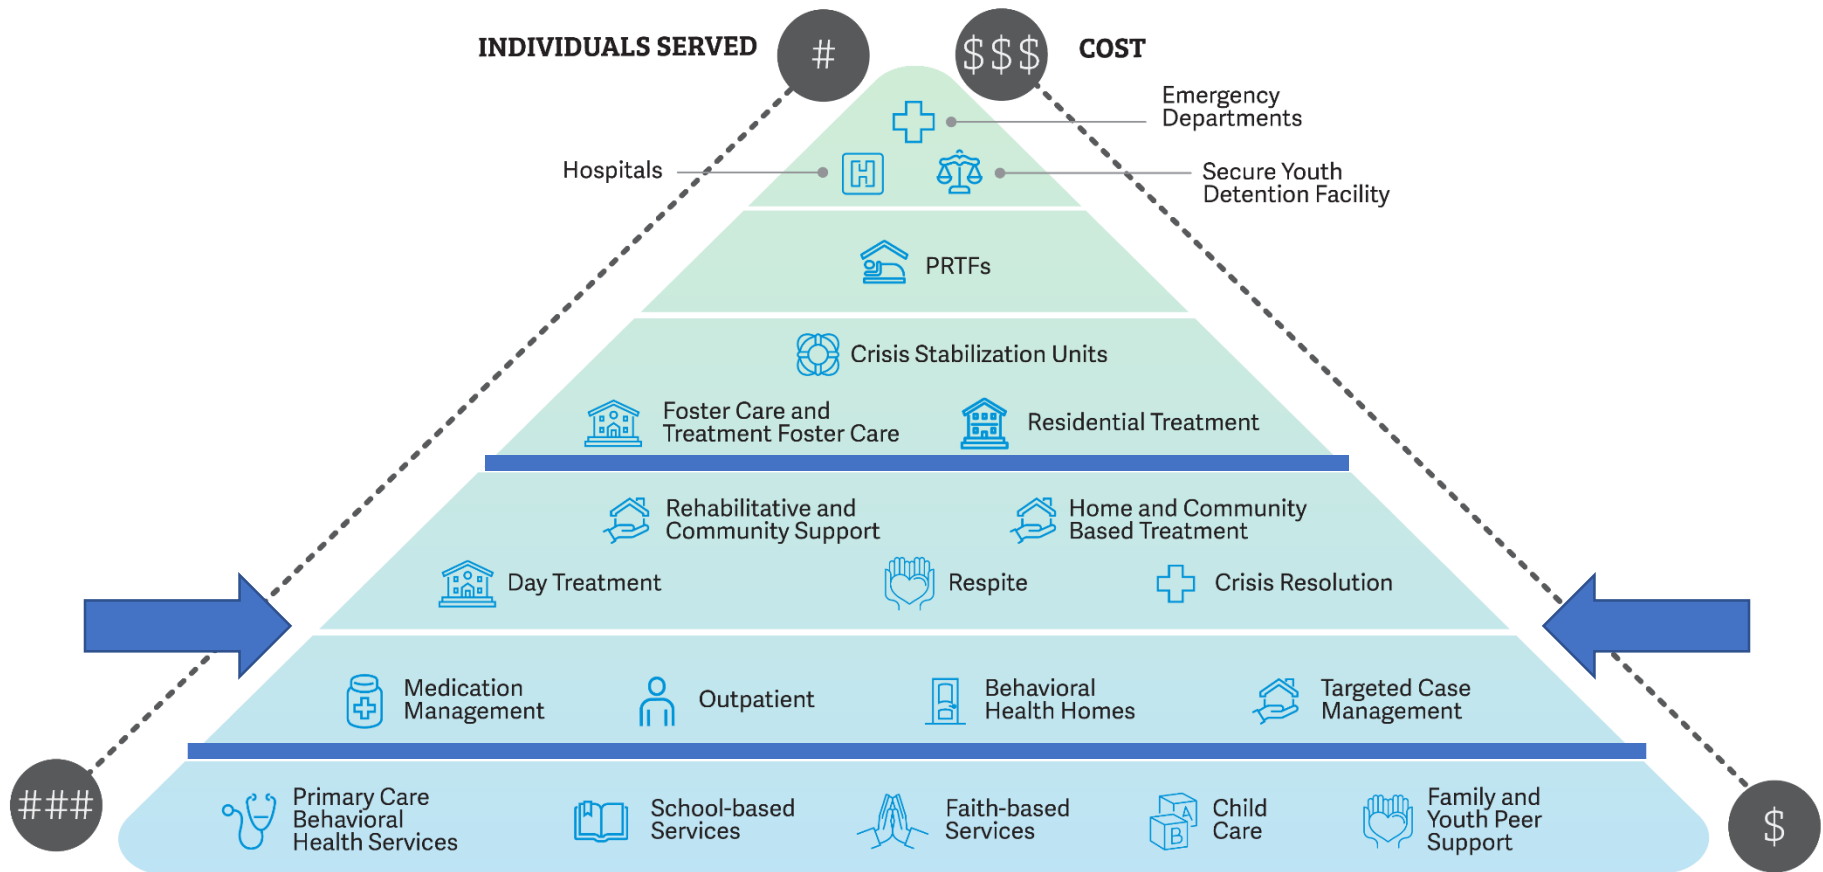 INDIVIDUALS SERVED
#
$$$
COST
Emergency
Departments
Hospitals
H
Secure Youth
Detention Facility
PRTFs
Crisis Stabilization Units
Foster Care and
Treatment Foster Care
Residential Treatment
Rehabilitative and
Community Support
Home and Community
Based Treatment
Day Treatment
Respite
Crisis Resolution
Medication
Management
Outpatient
Behavioral
Health Homes
Targeted Case
Management
###
Primary Care
Behavioral
Health Services
School-based
Services
Faith-based
Services
A
B
Child
Care
Family and
Youth Peer
Support
$